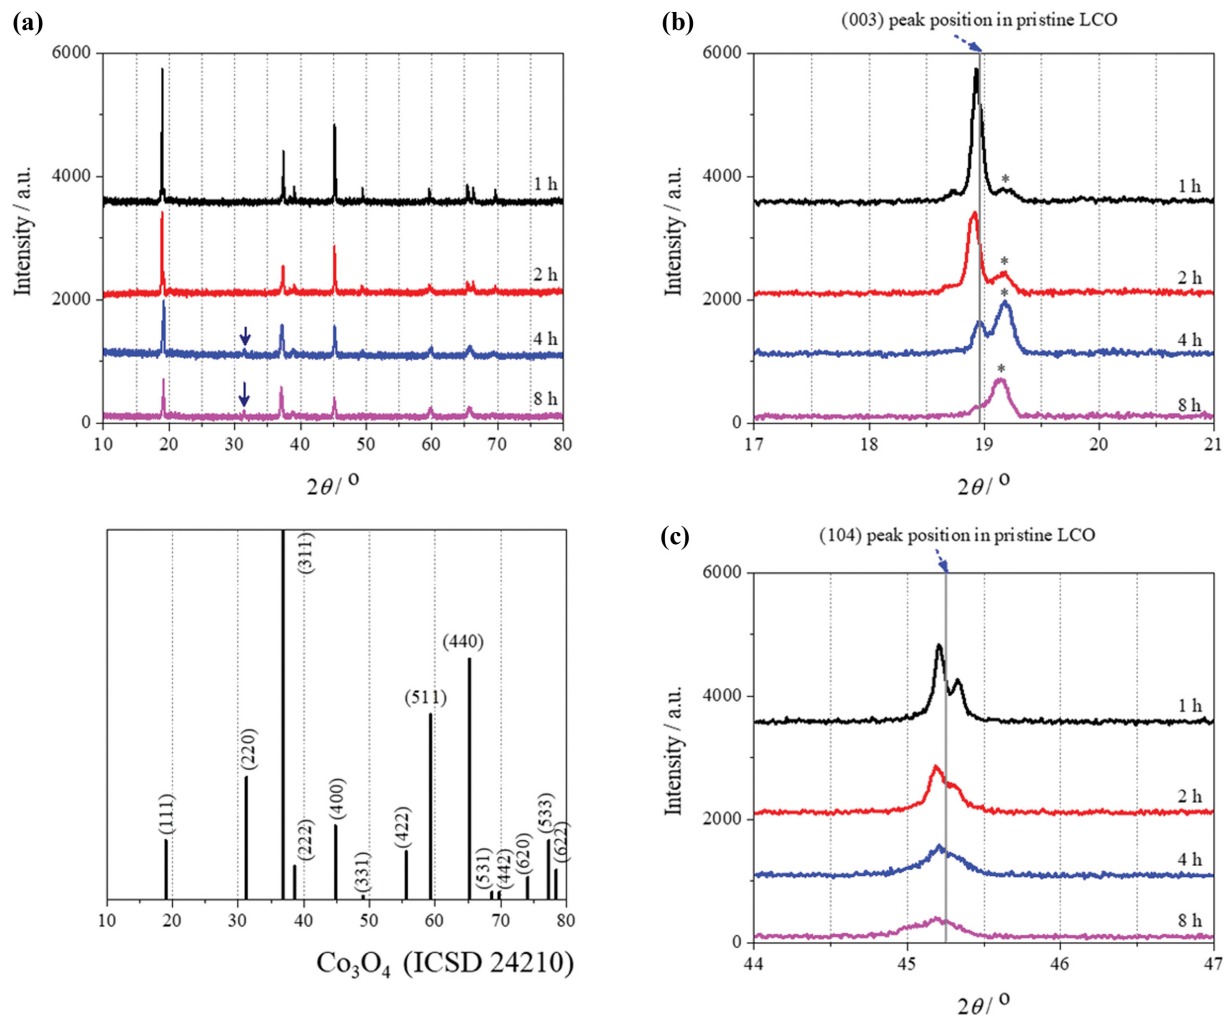 (a)
6000
4000
2000
0
Intensity / a.u.
1 h
2 h
4 h
8 h
10 20 30 40 50 60 70 80
2θ/ °
(b)
(003) peak position in pristine LCO
6000
4000
2000
0
Intensity / a.u.
*
1 h
*
2 h
*
4 h
*
8 h
17 18 19 20 21
2θ/ °
(111)
(220)
(311)
(222)
(400)
(331)
(422)
(511)
(440)
(531)
(442)
(620)
(533)
(622)
10 20 30 40 50 60 70 80
Co₃O₄ (ICSD 24210)
(c)
(104) peak position in pristine LCO
6000
4000
2000
0
Intensity / a.u.
1 h
2 h
4 h
8 h
44 45 46 47
2θ/ °